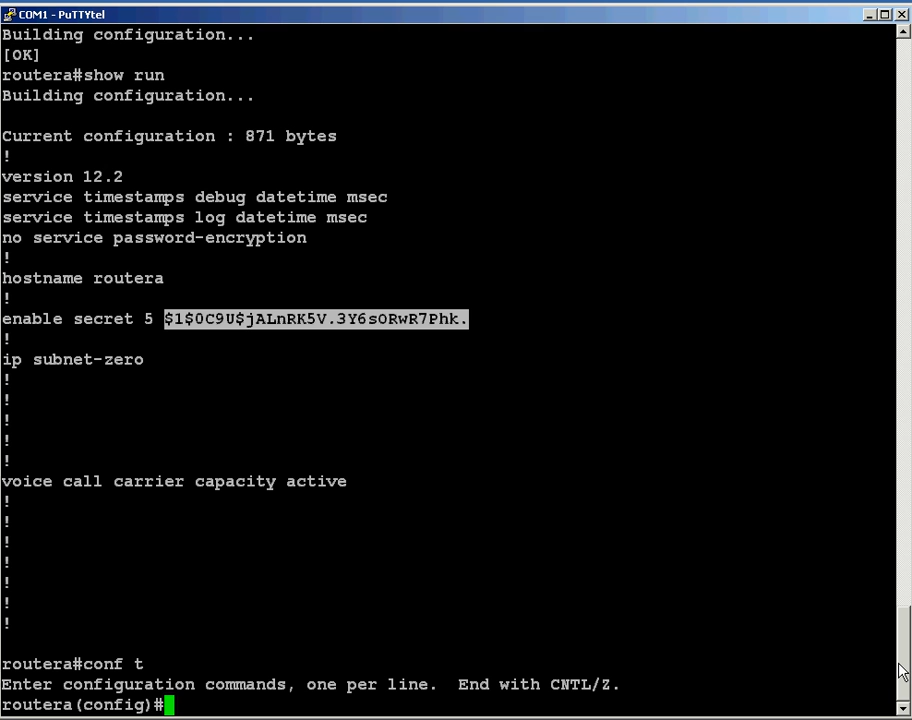 COM1 - PuTTYtel
Building configuration...
[OK]
routera#show run
Building configuration...
Current configuration : 871 bytes
!
version 12.2
service timestamps debug datetime msec
service timestamps log datetime msec
no service password-encryption
!
hostname routera
!
enable secret 5 $1$0C9U$jALnRK5V.3Y6sORwR7Phk.
!
ip subnet-zero
!
!
!
!
!
voice call carrier capacity active
!
!
!
!
!
!
!
routera#conf t
Enter configuration commands, one per line.  End with CNTL/Z.
routera(config)#